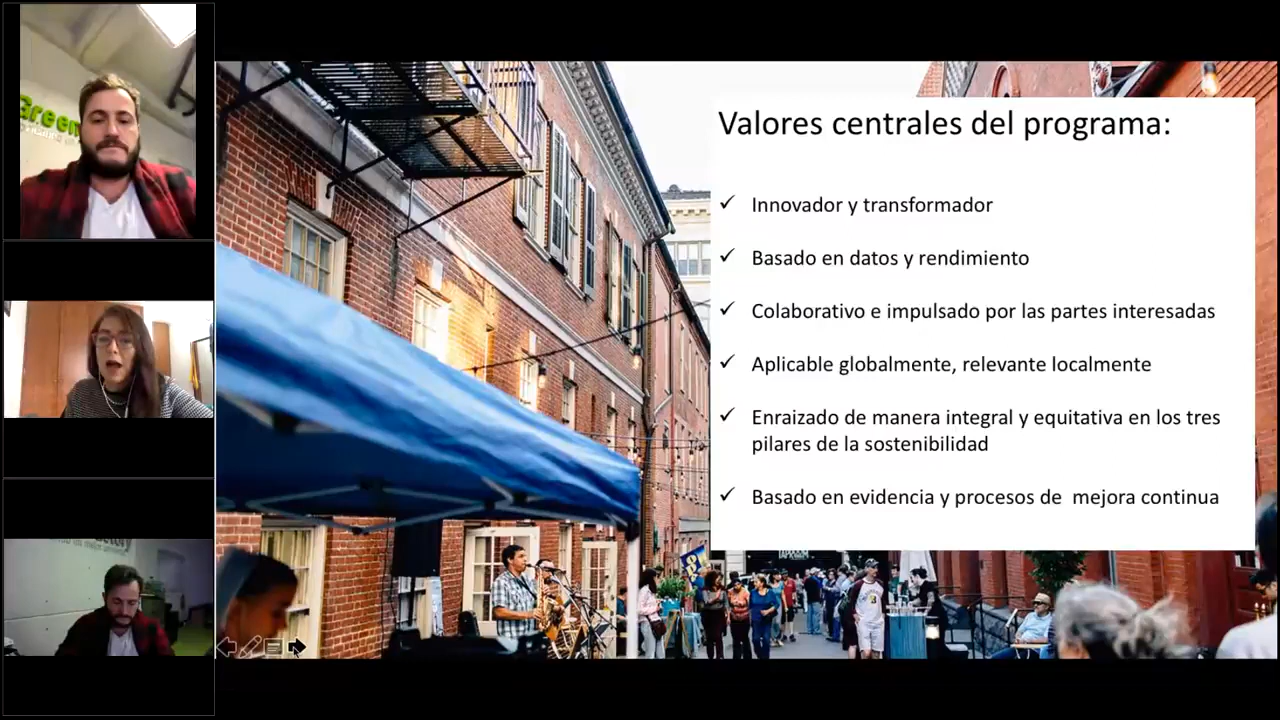 Green
Valores centrales del programa:
✓ Innovador y transformador
✓ Basado en datos y rendimiento
✓ Colaborativo e impulsado por las partes interesadas
✓ Aplicable globalmente, relevante localmente
✓ Enraizado de manera integral y equitativa en los tres
pilares de la sostenibilidad
✓ Basado en evidencia y procesos de mejora continua